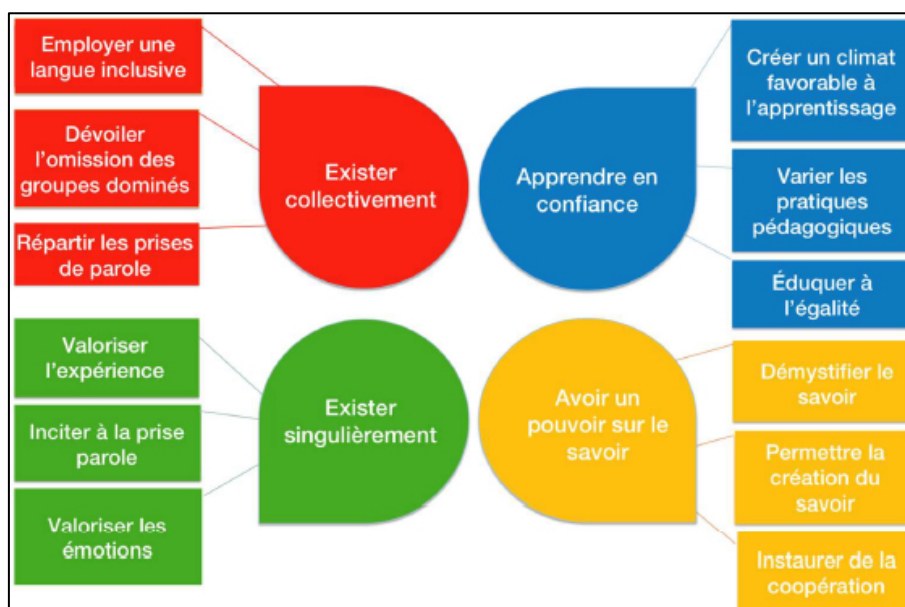 Employer une
langue inclusive
Dévoiler
l'omission des
groupes dominés
Répartir les prises
de parole
Exister
collectivement
Apprendre en
confiance
Créer un climat
favorable à
l'apprentissage
Varier les
pratiques
pédagogiques
Éduquer à
l'égalité
Valoriser
l'expérience
Inciter à la prise
parole
Valoriser les
émotions
Exister
singulièrement
Avoir un
pouvoir sur le
savoir
Démystifier le
savoir
Permettre la
création du
savoir
Instaurer de la
coopération